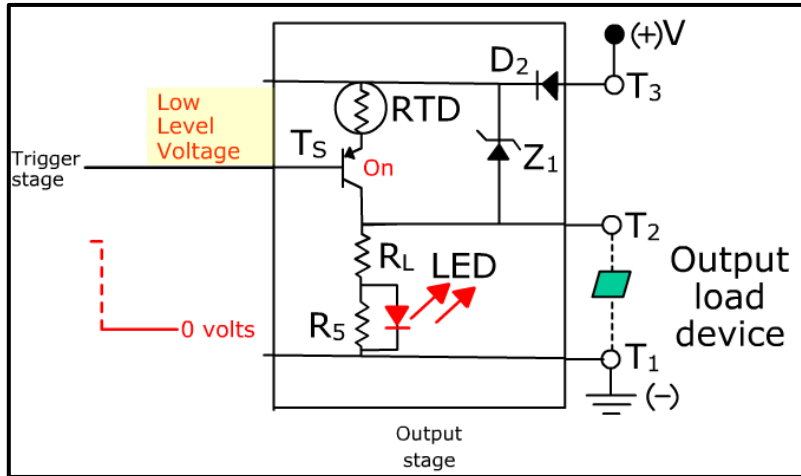 (+)V
D2
T3
Low
Level
Voltage
RTD
TS
Trigger
stage
On
Z1
T2
RL
LED
Output
load
device
R5
0 volts
T1
(-)
Output
stage